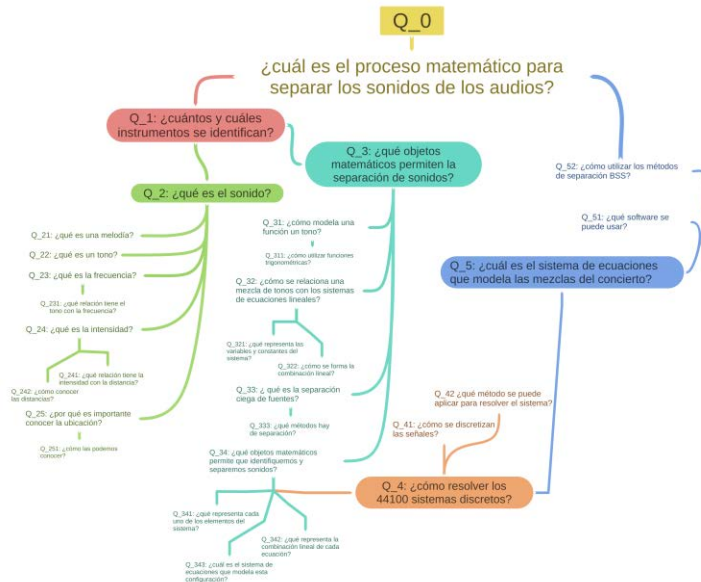 Q_0
¿cuál es el proceso matemático para
separar los sonidos de los audios?
Q_1: ¿cuántos y cuáles
instrumentos se identifican?
Q_2: ¿qué es el sonido?
Q_21: ¿qué es una melodía?
Q_22: ¿qué es un tono?
Q_23: ¿qué es la frecuencia?
Q_231: ¿qué relación tiene el
tono con la frecuencia?
Q_24: ¿qué es la intensidad?
Q_241: ¿qué relación tiene la
intensidad con la distancia?
Q_242: ¿cómo conocer
las distancias?
Q_25: ¿por qué es importante
conocer la ubicación?
Q_251: ¿cómo las podemos
conocer?
Q_3: ¿qué objetos
matemáticos permiten la
separación de sonidos?
Q_31: ¿cómo modela una
función un tono?
Q_311: ¿cómo utilizar funciones
trigonométricas?
Q_32: ¿cómo se relaciona una
mezcla de tonos con los sistemas
de ecuaciones lineales?
Q_321: ¿qué representa las
variables y constantes del
sistema?
Q_322: ¿cómo se forma la
combinación lineal?
Q_33: ¿ qué es la separación
ciega de fuentes?
Q_333: ¿qué métodos hay
de separación?
Q_34: ¿qué objetos matemáticos
permite que identifiquemos y
separemos sonidos?
Q_341: ¿qué representa cada
uno de los elementos del
sistema?
Q_342: ¿qué representa la
combinación lineal de cada
ecuación?
Q_343: ¿cuál es el sistema de
ecuaciones que modela esta
configuración?
Q_4: ¿cómo resolver los
44100 sistemas discretos?
Q_41: ¿cómo se discretizan
las señales?
Q_42 ¿qué método se puede
aplicar para resolver el sistema?
Q_5: ¿cuál es el sistema de ecuaciones
que modela las mezclas del concierto?
Q_51: ¿qué software se
puede usar?
Q_52: ¿cómo utilizar los métodos
de separación BSS?